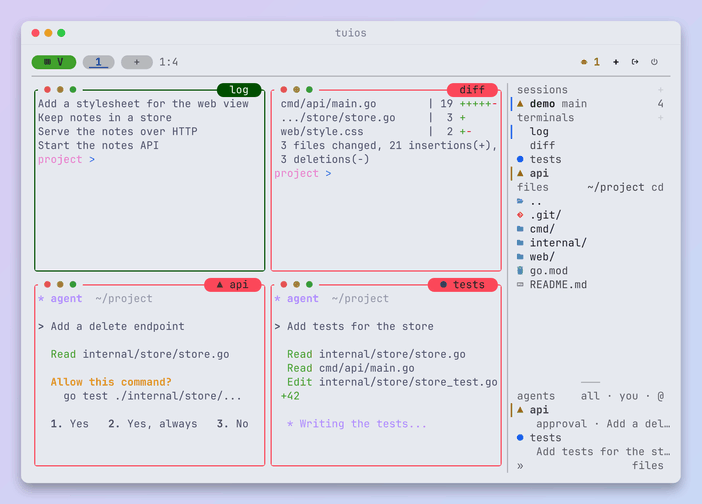 tuios
V 1 + 1:4
1 +
log
Add a stylesheet for the web view
Keep notes in a store
Serve the notes over HTTP
Start the notes API
project >
diff
cmd/api/main.go | 19 +++++-
.../store/store.go | 3 +
web/style.css | 2 +-
3 files changed, 21 insertions(+),
3 deletions(-)
project >
▲ api
* agent ~/project
> Add a delete endpoint
Read internal/store/store.go
Allow this command?
go test ./internal/store/...
1. Yes 2. Yes, always 3. No
● tests
* agent ~/project
> Add tests for the store
Read internal/store/store.go
Read cmd/api/main.go
Edit internal/store/store_test.go
+42
* Writing the tests...
sessions +
▲ demo main 4
terminals +
log
diff
● tests
▲ api
files ~/project cd
..
.git/
cmd/
internal/
web/
go.mod
README.md
agents all · you · @
▲ api
approval · Add a del…
● tests
Add tests for the st…
» files